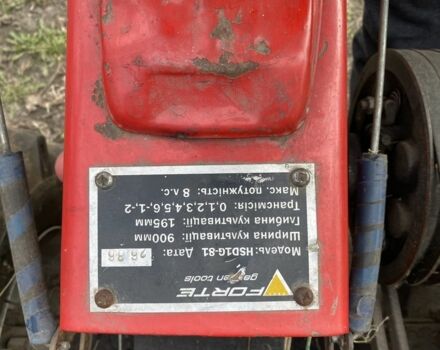 FORTE
garden tools
Модель: HSD1G-81 Дата:
Ширина культивації: 900мм
Глибина культивації: 195мм
Трансмісія: 0,1,2,3,4,5,6,-1,-2
Макс. потужність: 8 л.с.